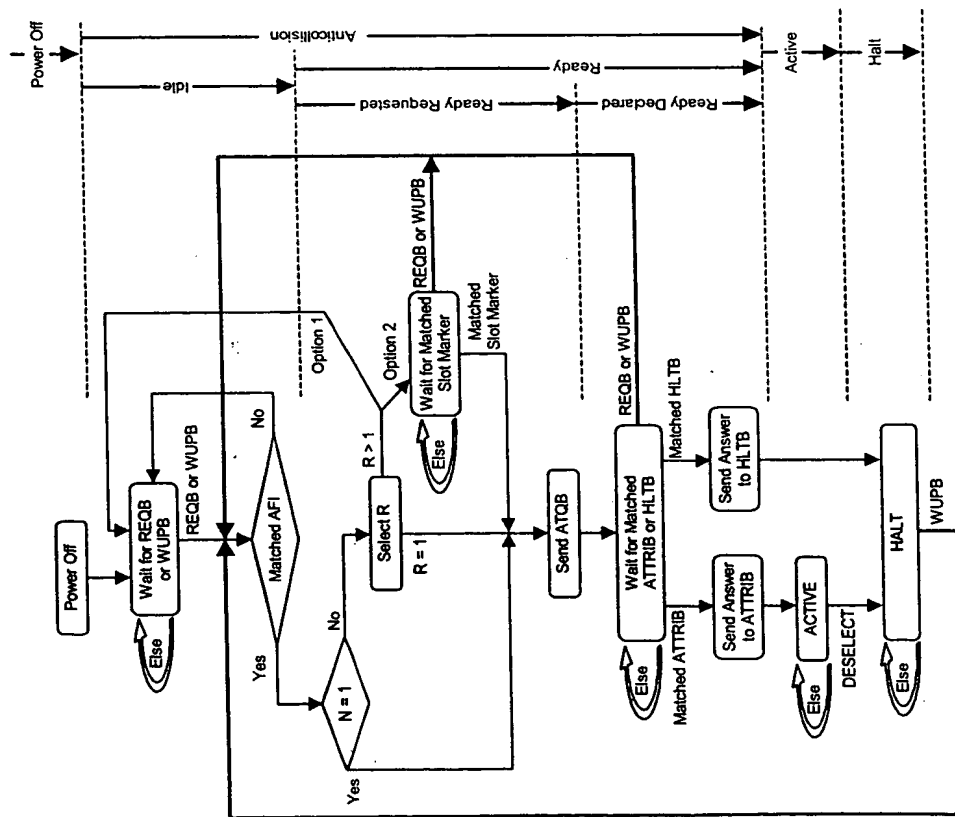 Power Off
Wait for REQB
or WUPB
Else
REQB or WUPB
Matched AFI
No
Yes
N = 1
No
Yes
Select R
R > 1
R = 1
Option 1
Option 2
Wait for Matched
Slot Marker
Else
REQB or WUPB
Matched
Slot Marker
Send ATQB
Wait for Matched
ATTRIB or HLTB
Else
REQB or WUPB
Matched ATTRIB
Matched HLTB
Send Answer
to ATTRIB
Send Answer
to HLTB
ACTIVE
Else
DESELECT
HALT
Else
WUPB
Power Off
Anticollision
Idle
Ready
Ready Requested
Ready Declared
Active
Halt